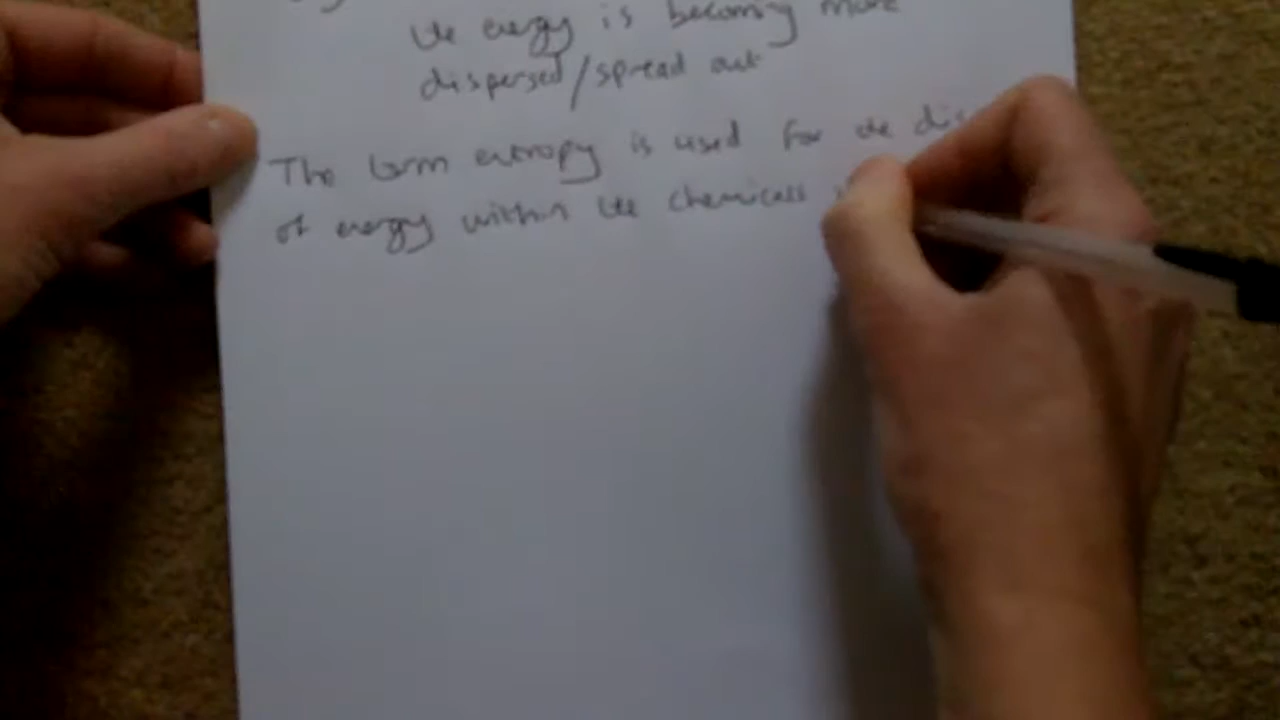 the energy is becoming more
dispersed/spread out
The term entropy is used for the
of energy within the chemicals